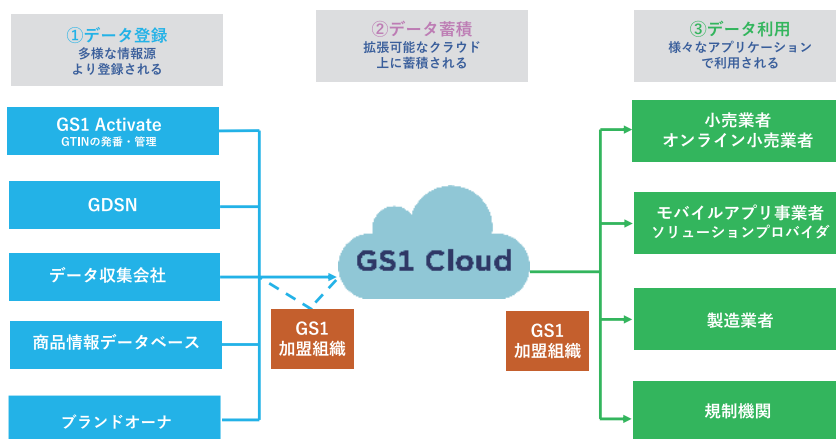 ①データ登録
多様な情報源
より登録される
②データ蓄積
拡張可能なクラウド
上に蓄積される
③データ利用
様々なアプリケーション
で利用される
GS1 Activate
GTINの発番・管理
GDSN
データ収集会社
商品情報データベース
ブランドオーナ
GS1 Cloud
GS1
加盟組織
GS1
加盟組織
小売業者
オンライン小売業者
モバイルアプリ事業者
ソリューションプロバイダ
製造業者
規制機関